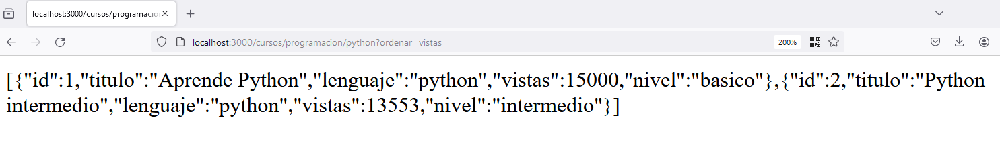 localhost:3000/cursos/programacion
localhost:3000/cursos/programacion/python?ordenar=vistas
200%
[{"id":1,"titulo":"Aprende Python","lenguaje":"python","vistas":15000,"nivel":"basico"},{"id":2,"titulo":"Python
intermedio","lenguaje":"python","vistas":13553,"nivel":"intermedio"}]